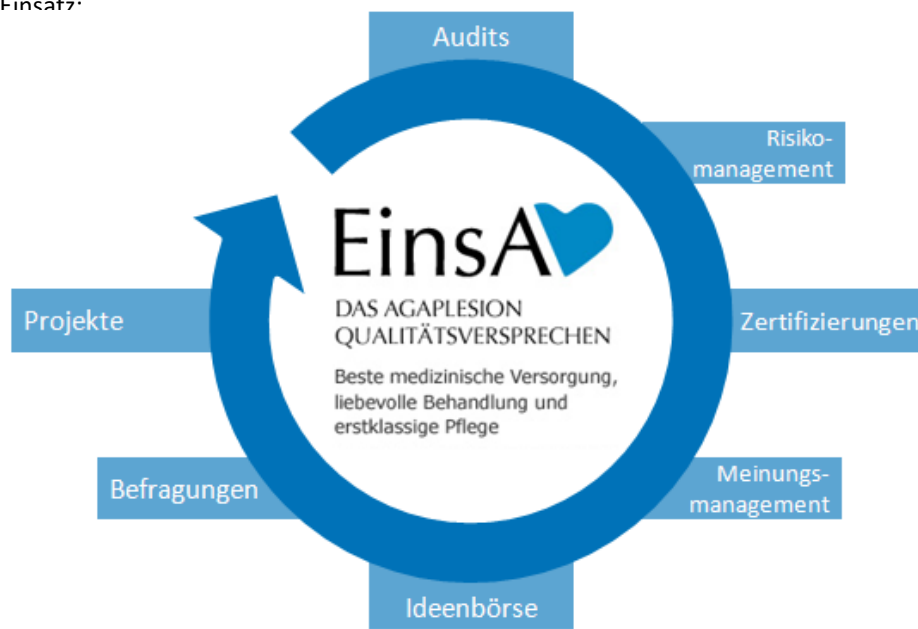 Einsatz:
Audits
Risiko-
management
EinsA
DAS AGAPLESION
QUALITÄTSVERSPRECHEN
Projekte
Zertifizierungen
Beste medizinische Versorgung,
liebevolle Behandlung und
erstklassige Pflege
Befragungen
Meinungs-
management
Ideenbörse